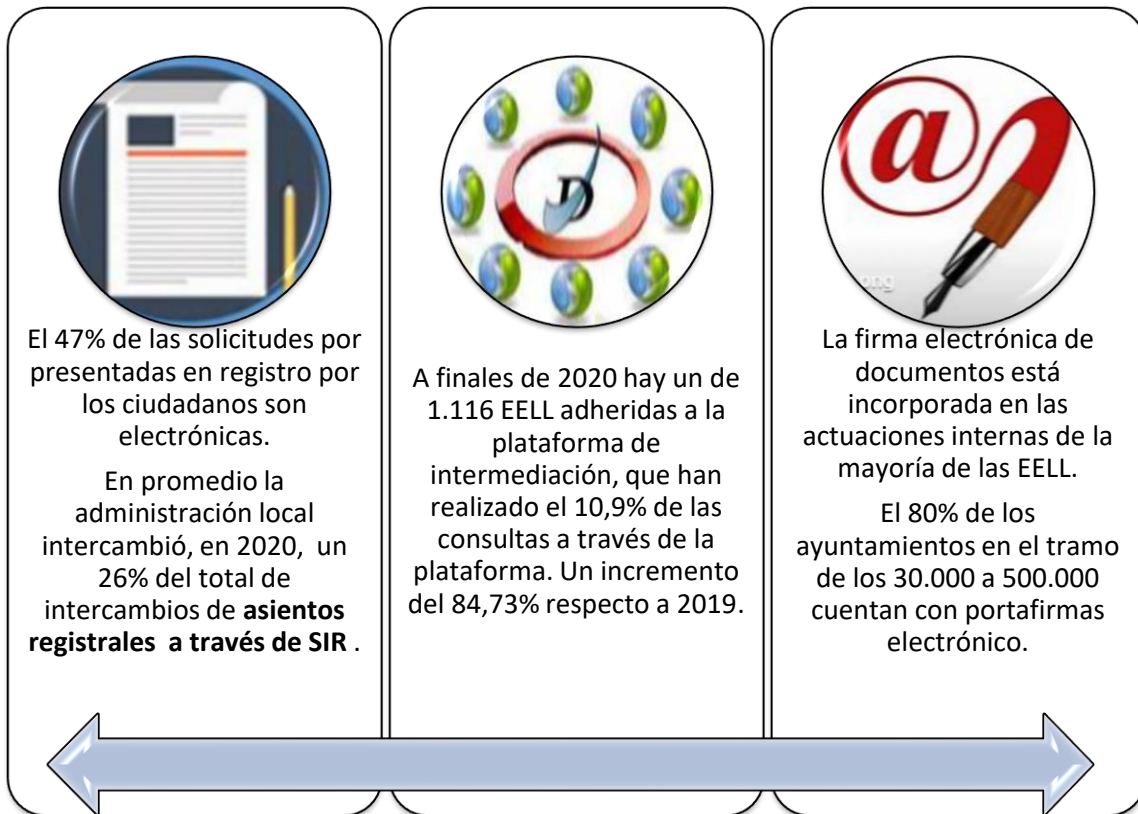 El 47% de las solicitudes por
presentadas en registro por
los ciudadanos son
electrónicas.
En promedio la
administración local
intercambió, en 2020, un
26% del total de
intercambios de asientos
registrales a través de SIR .
A finales de 2020 hay un de
1.116 EELL adheridas a la
plataforma de
intermediación, que han
realizado el 10,9% de las
consultas a través de la
plataforma. Un incremento
del 84,73% respecto a 2019.
@
ong
La firma electrónica de
documentos está
incorporada en las
actuaciones internas de la
mayoría de las EELL.
El 80% de los
ayuntamientos en el tramo
de los 30.000 a 500.000
cuentan con portafirmas
electrónico.